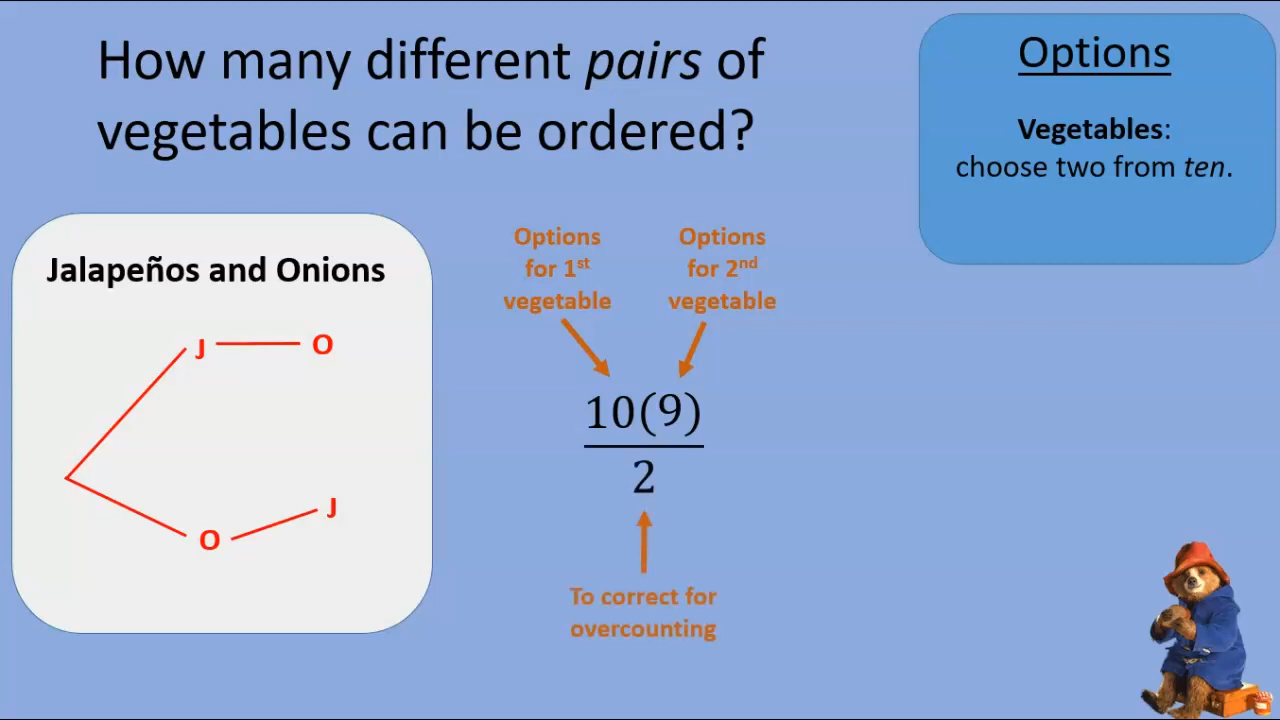 How many different pairs of
vegetables can be ordered?
Options
Vegetables:
choose two from ten.
Jalapeños and Onions
J
O
O
J
Options
for 1st
vegetable
Options
for 2nd
vegetable
10(9)
2
To correct for
overcounting